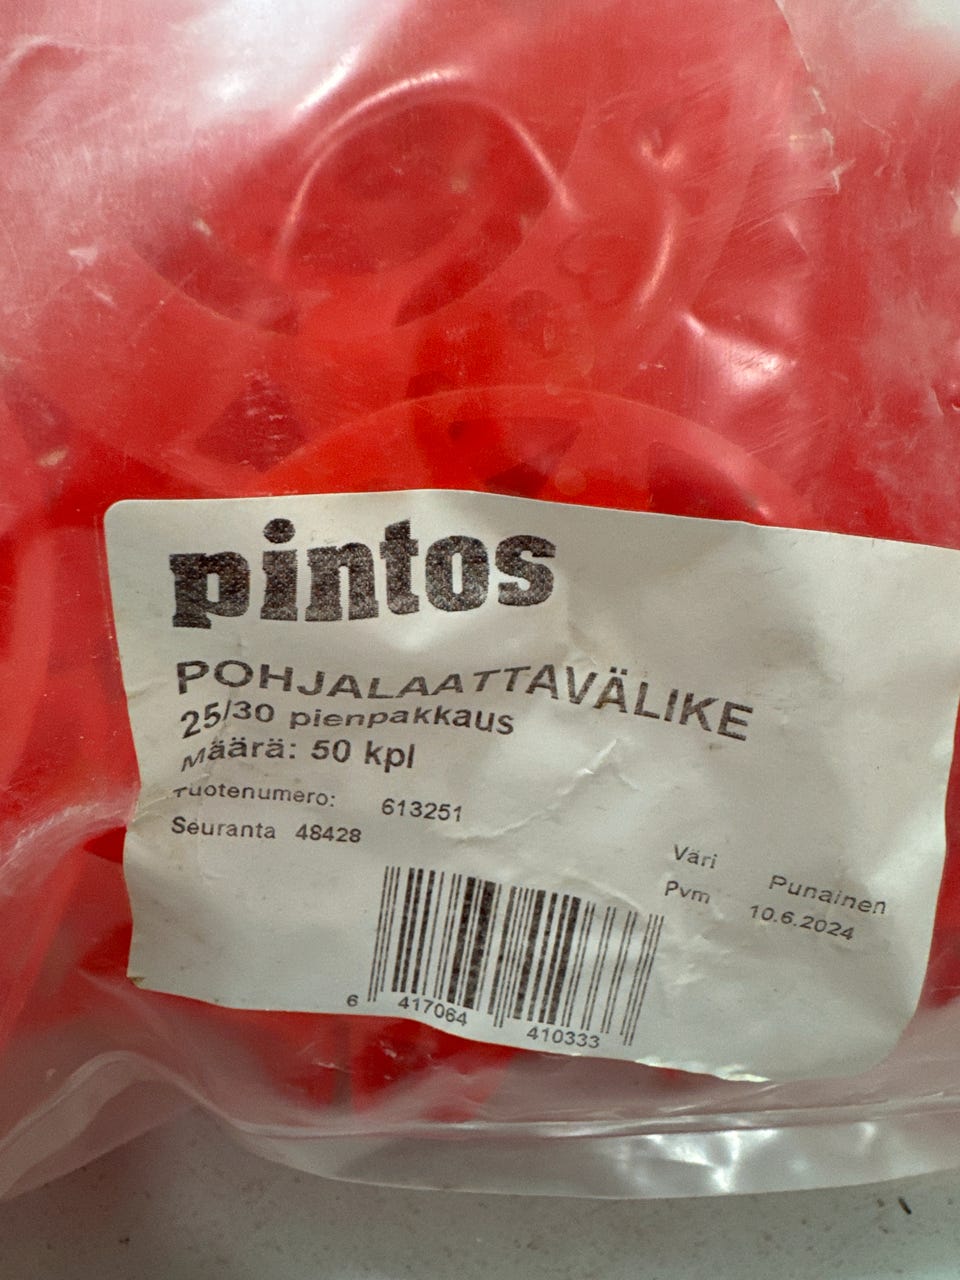 pintos
POHJALAATTAVÄLIKE
25/30 pienpakkaus
Määrä: 50 kpl
Tuotenumero: 613251
Seuranta 48428
Väri Punainen
Pvm 10.6.2024
6 417064 410333